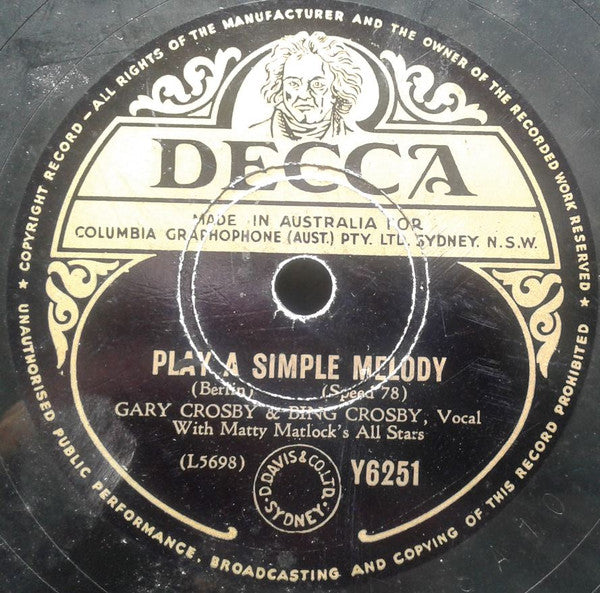 ★ COPYRIGHT RECORD – ALL RIGHTS OF THE MANUFACTURER AND THE OWNER OF THE RECORDED WORK RESERVED ★
DECCA
MADE IN AUSTRALIA FOR
COLUMBIA GRAPHOPHONE (AUST.) PTY. LTD. SYDNEY. N.S.W.
PLAY A SIMPLE MELODY
(Berlin) (Speed 78)
GARY CROSBY & BING CROSBY, Vocal
With Matty Matlock's All Stars
(L5698)
D. DAVIS & CO. LTD.
SYDNEY.
Y6251
UNAUTHORISED PUBLIC PERFORMANCE, BROADCASTING AND COPYING OF THIS RECORD PROHIBITED